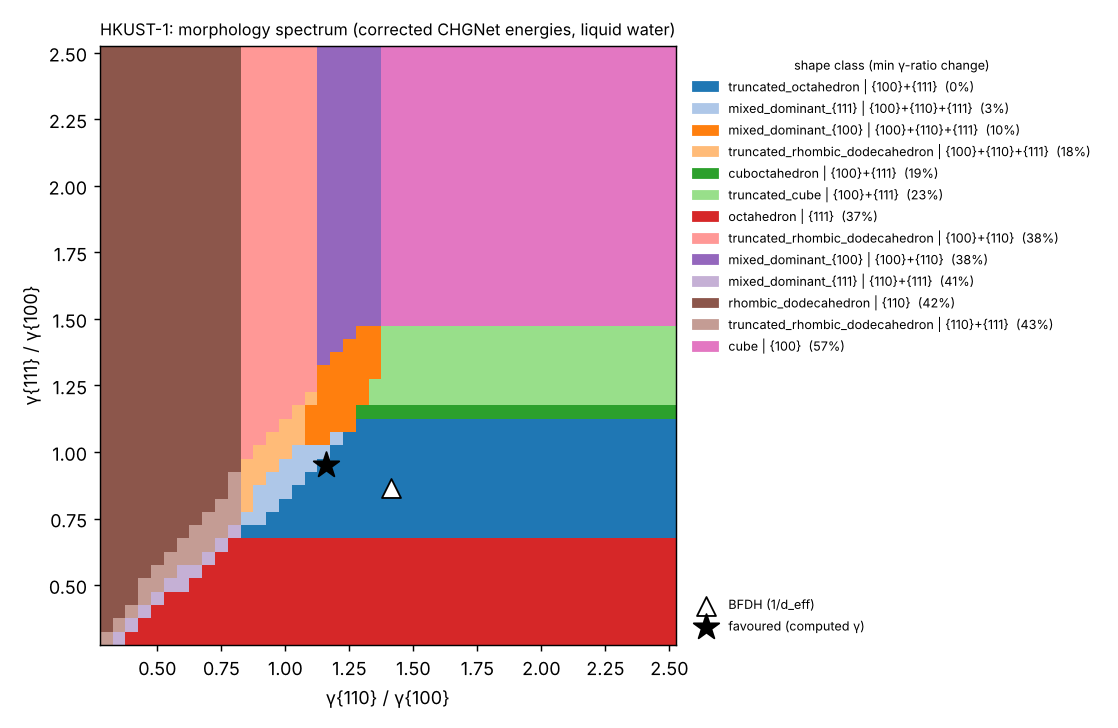 HKUST-1: morphology spectrum (corrected CHGNet energies, liquid water)
shape class (min γ-ratio change)
truncated_octahedron | {100}+{111} (0%)
mixed_dominant_{111} | {100}+{110}+{111} (3%)
mixed_dominant_{100} | {100}+{110}+{111} (10%)
truncated_rhombic_dodecahedron | {100}+{110}+{111} (18%)
cuboctahedron | {100}+{111} (19%)
truncated_cube | {100}+{111} (23%)
octahedron | {111} (37%)
truncated_rhombic_dodecahedron | {100}+{110} (38%)
mixed_dominant_{100} | {100}+{110} (38%)
mixed_dominant_{111} | {110}+{111} (41%)
rhombic_dodecahedron | {110} (42%)
truncated_rhombic_dodecahedron | {110}+{111} (43%)
cube | {100} (57%)
BFDH (1/d_eff)
favoured (computed γ)
γ{111} / γ{100}
2.50
2.25
2.00
1.75
1.50
1.25
1.00
0.75
0.50
0.50 0.75 1.00 1.25 1.50 1.75 2.00 2.25 2.50
γ{110} / γ{100}